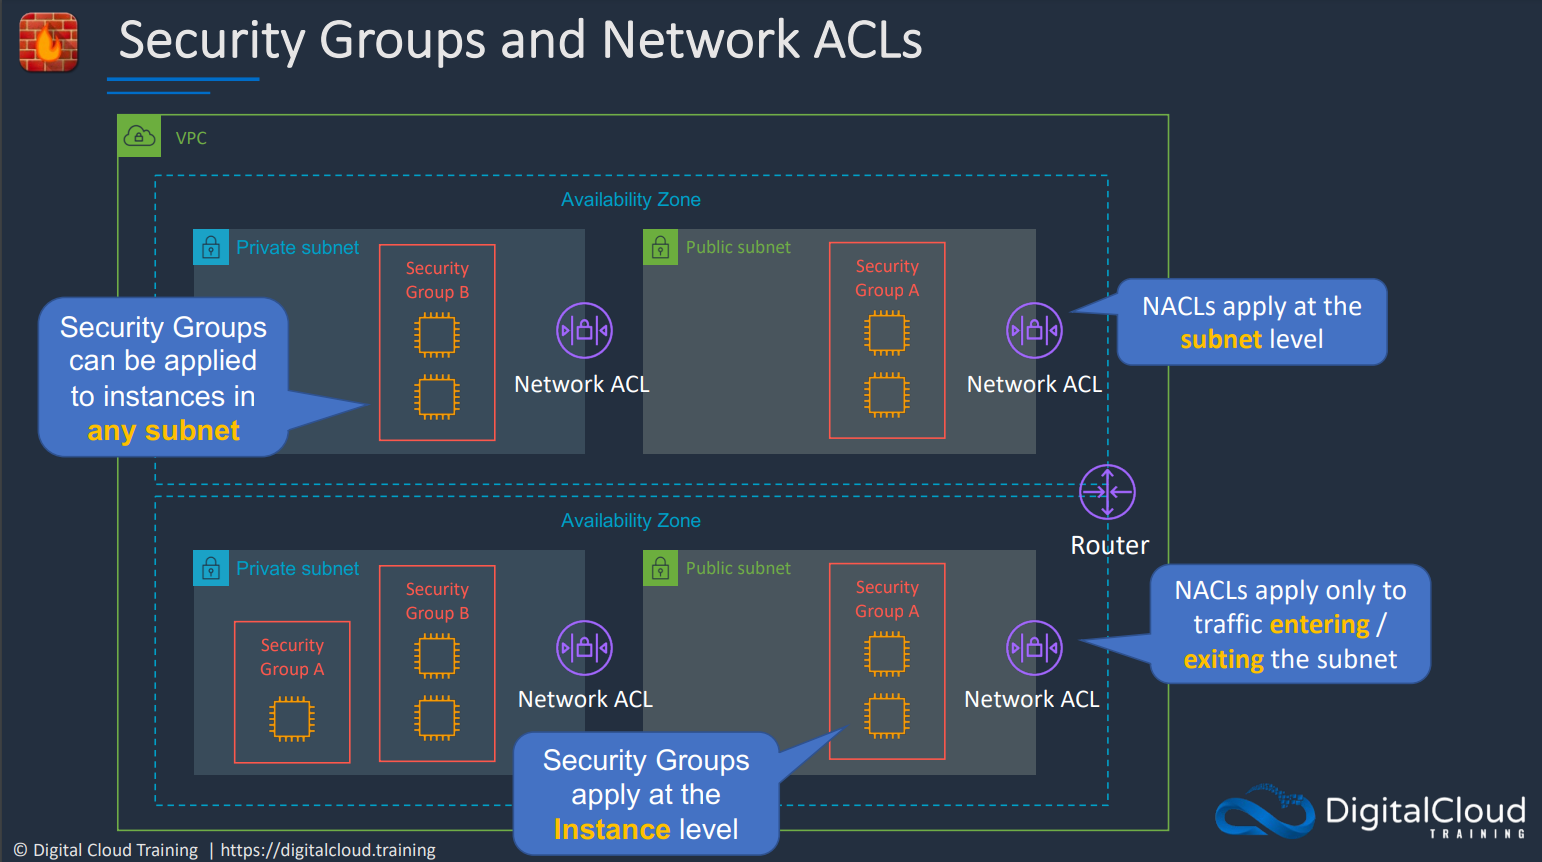 Security Groups and Network ACLs
VPC
Availability Zone
Private subnet
Security
Group B
Network ACL
Public subnet
Security
Group A
Network ACL
Security Groups
can be applied
to instances in
any subnet
NACLs apply at the
subnet level
Router
Availability Zone
Private subnet
Security
Group A
Security
Group B
Network ACL
Public subnet
Security
Group A
Network ACL
NACLs apply only to
traffic entering /
exiting the subnet
Security Groups
apply at the
Instance level
DigitalCloud
TRAINING
© Digital Cloud Training | https://digitalcloud.training